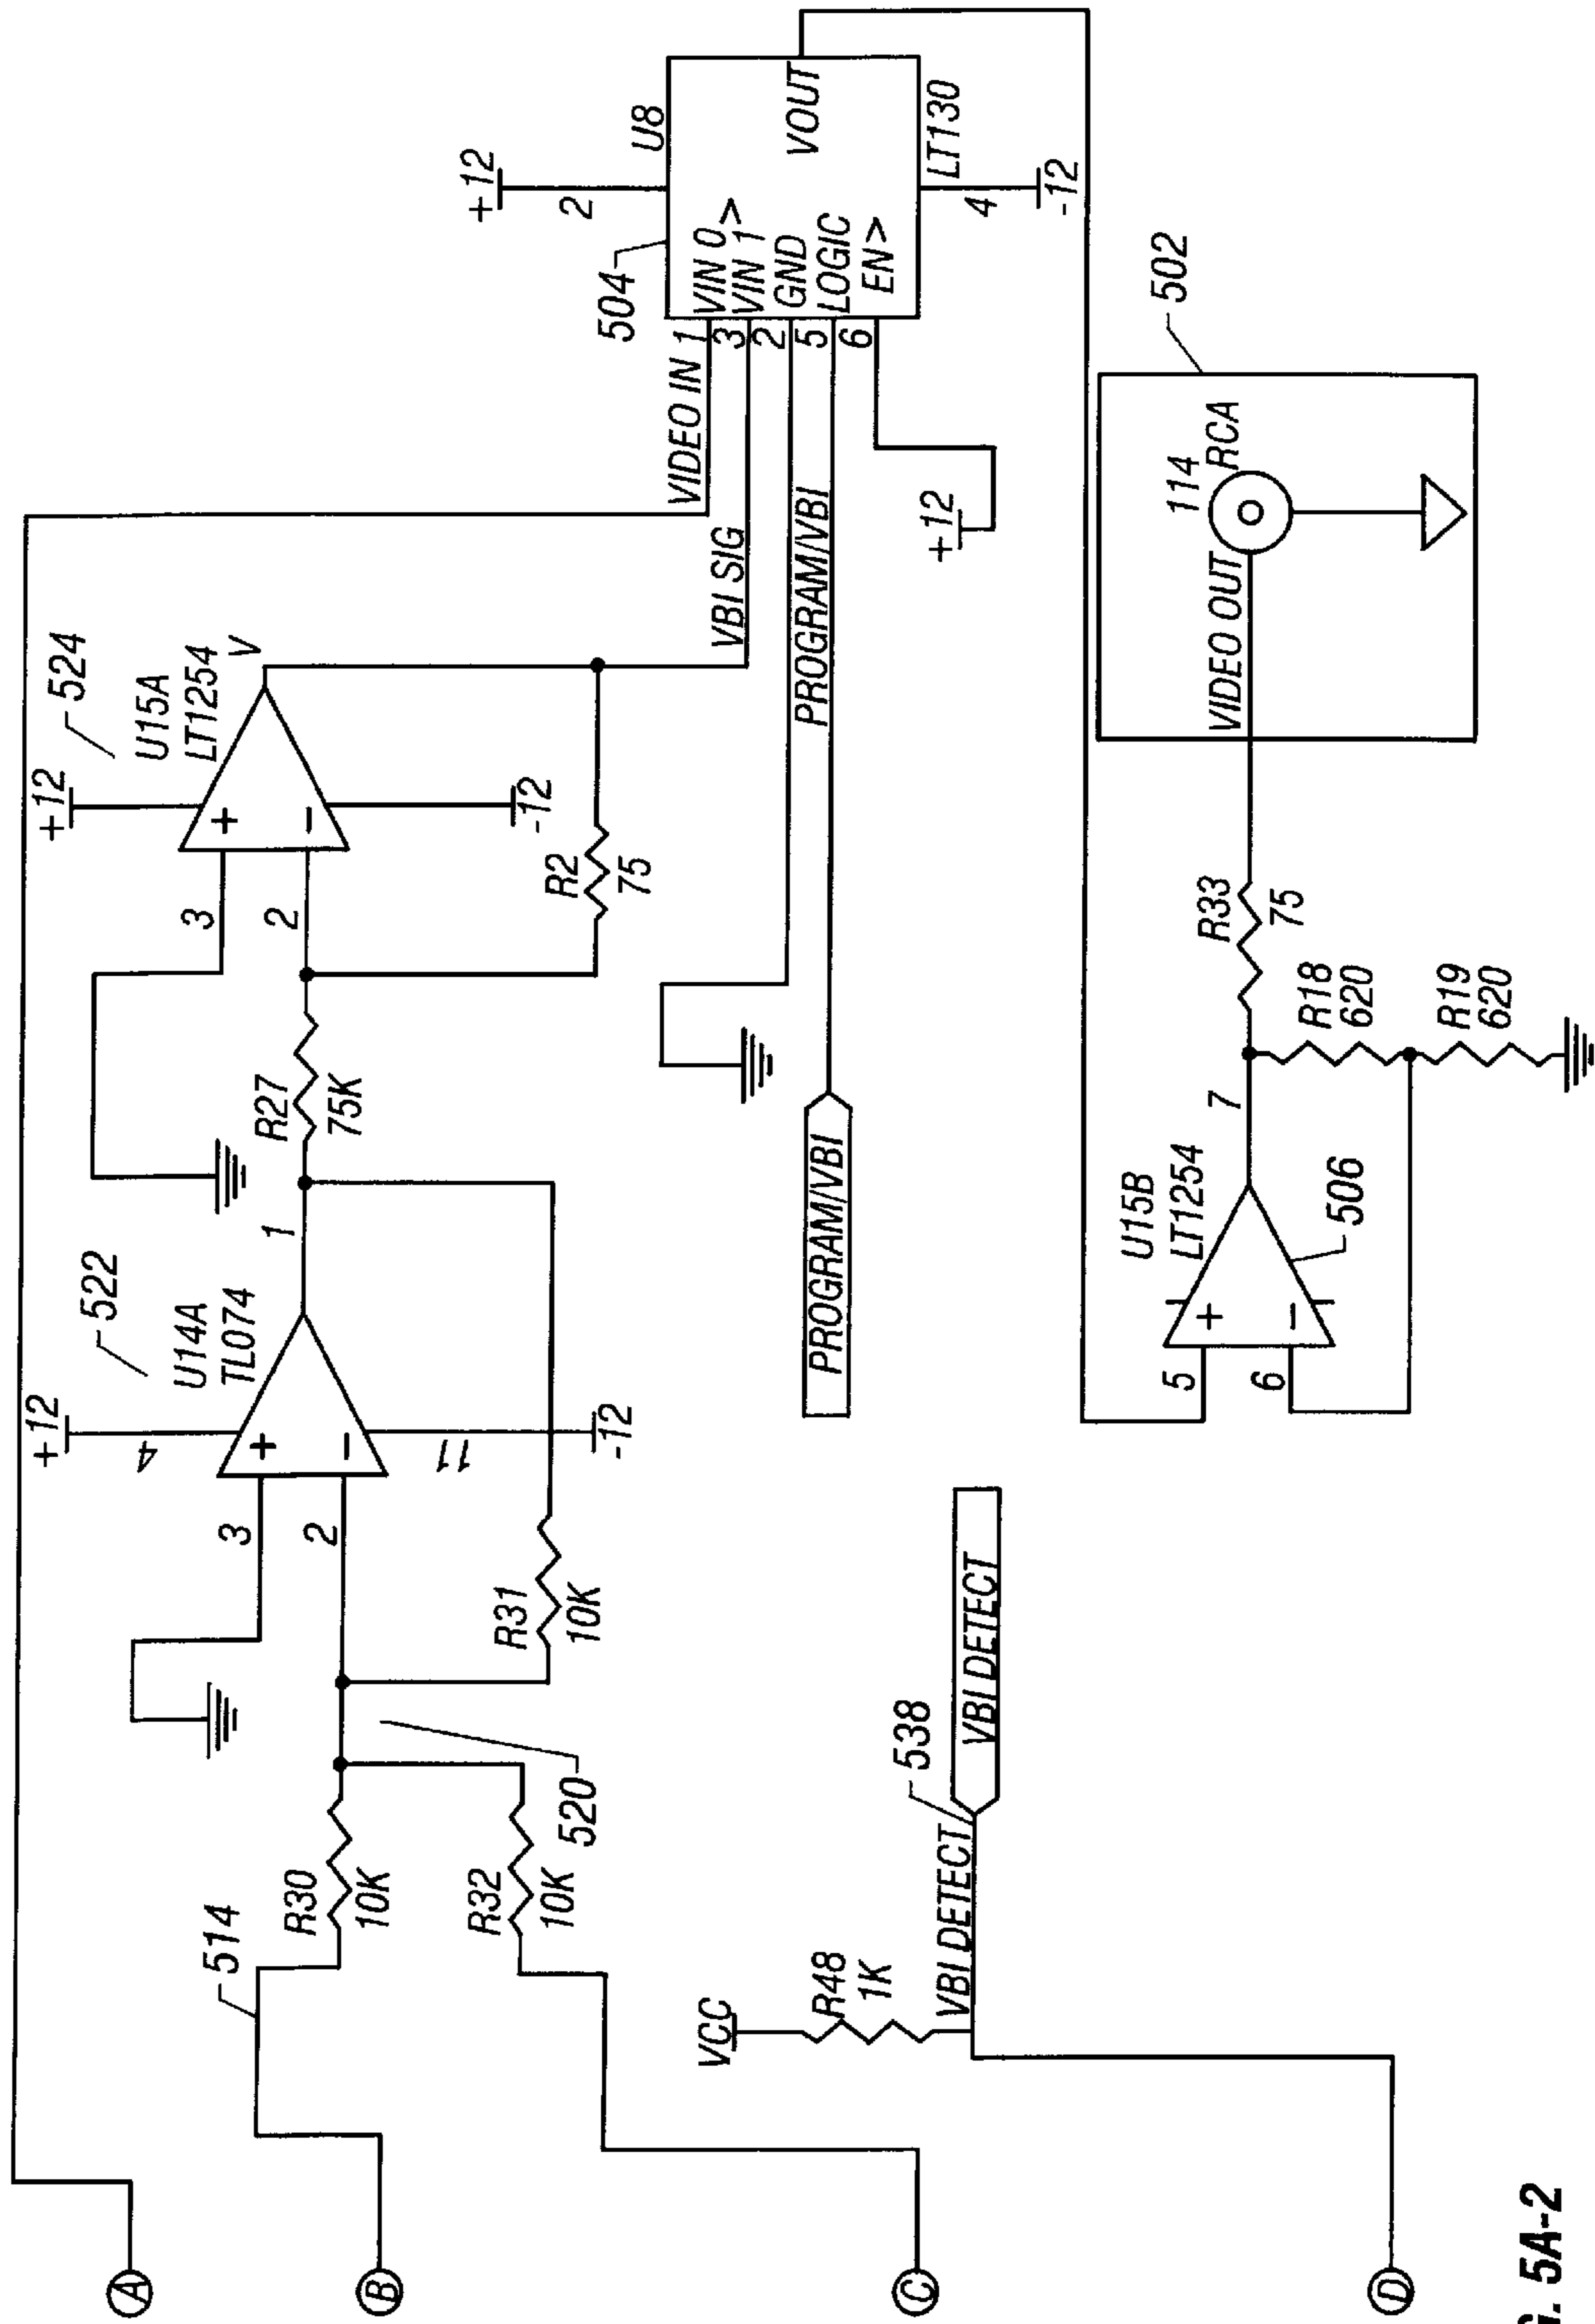 A
B
C
D
514
R30
10K
R32
10K
520
522
U14A
TL074
+12
4
3
2
+
-
11
-12
1
R31
10K
R27
75K
524
U15A
LT1254
V
+12
3
2
+
-
-12
R2
75
VIDEO IN
VBI SIG
PROGRAM/VBI
PROGRAM/VBI
+12
504
U8
+12
2
1
3
2
5
6
VIN 0
VIN 1 >
GND
LOGIC
EN>
VOUT
LT130
4
-12
VCC
R48
1K
VBI DETECT
538
VBI DETECT
U15B
LT1254
5
6
+
-
7
506
R33
75
R18
620
R19
620
VIDEO OUT
114
RCA
502
G. 5A-2